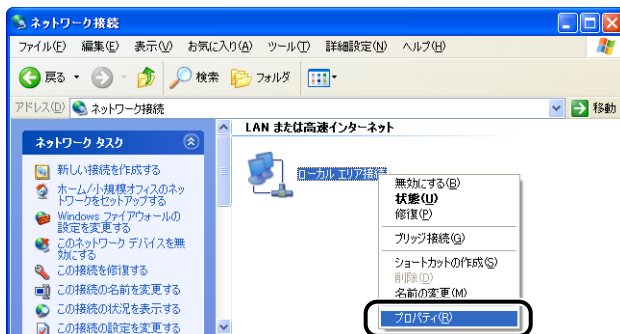 ネットワーク接続
ファイル(F) 編集(E) 表示(V) お気に入り(A) ツール(T) 詳細設定(N) ヘルプ(H)
戻る 検索 フォルダ
アドレス(D) ネットワーク接続 移動
ネットワーク タスク
新しい接続を作成する
ホーム/小規模オフィスのネッ
トワークをセットアップする
Windows ファイアウォールの
設定を変更する
このネットワーク デバイスを無
効にする
この接続を修復する
この接続の名前を変更する
この接続の状況を表示する
この接続の設定を変更する
LAN または高速インターネット
ローカル エリア接続
無効にする(B)
状態(U)
修復(P)
ブリッジ接続(G)
ショートカットの作成(S)
削除(D)
名前の変更(M)
プロパティ(R)